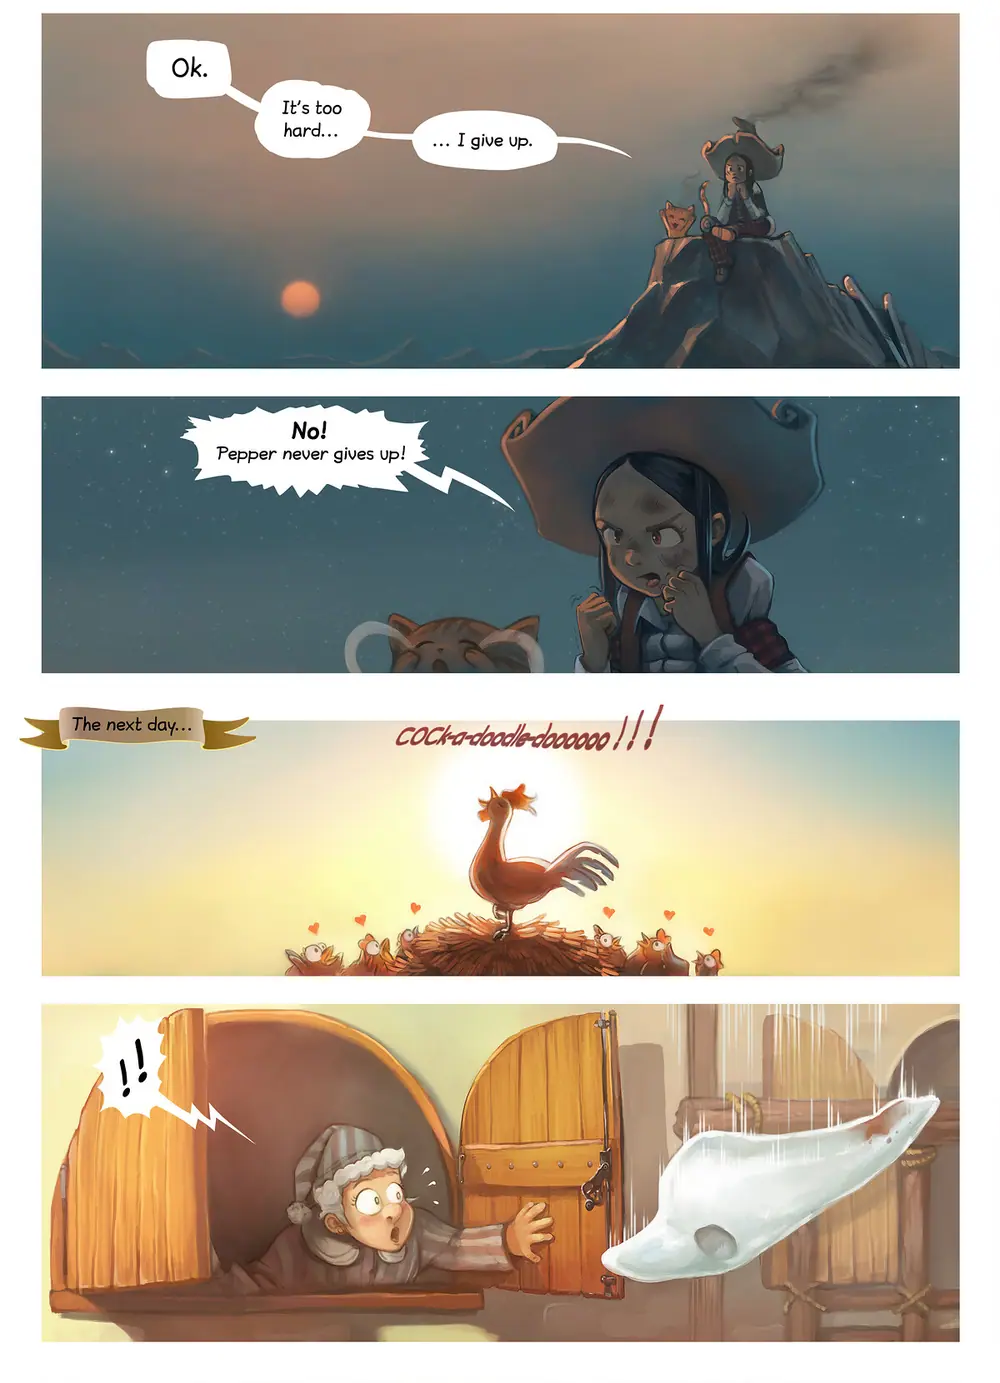 Ok.
It's too
hard...
... I give up.
No!
Pepper never gives up!
The next day...
COCk-a-doodle-doooooo!!!
!!